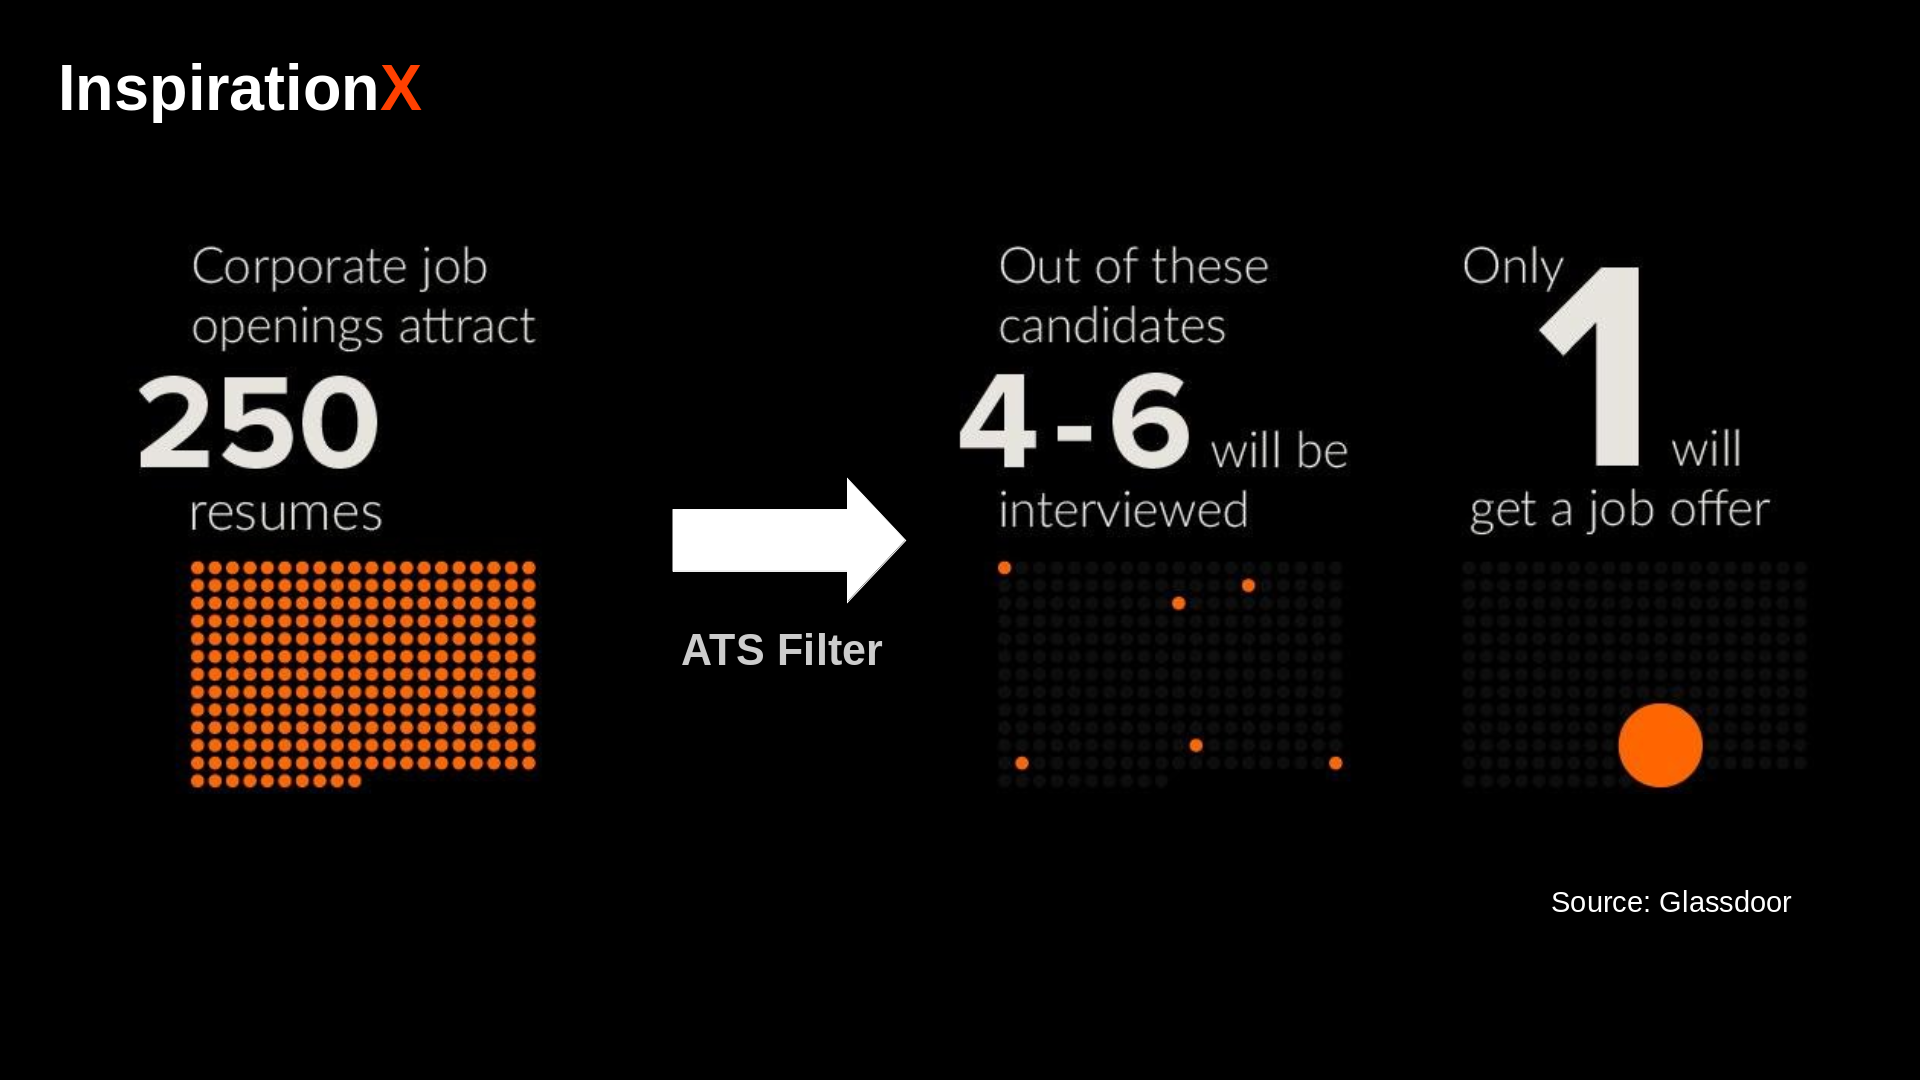 InspirationX
Corporate job
openings attract
250
resumes
ATS Filter
Out of these
candidates
4-6 will be
interviewed
Only
1 will
get a job offer
Source: Glassdoor